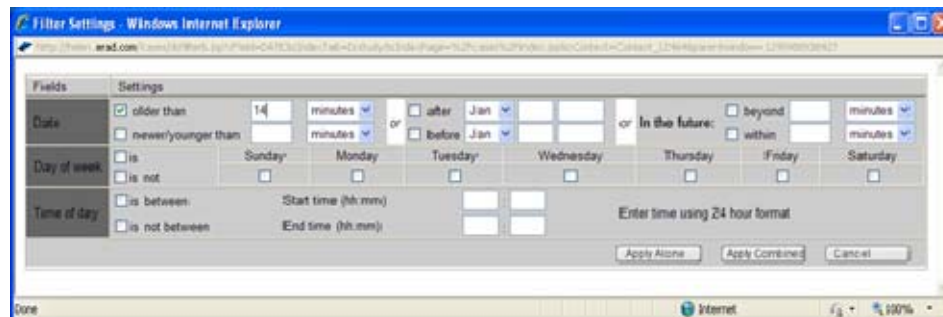 Filter Settings - Windows Internet Explorer
erad.com
Fields Settings
Date older than 14 minutes or after Jan or In the future: beyond minutes
newer/younger than minutes before Jan within minutes
Day of week is Sunday Monday Tuesday Wednesday Thursday Friday Saturday
is not
Time of day is between Start time (hh:mm) : Enter time using 24 hour format
is not between End time (hh:mm) :
Apply Alone Apply Combined Cancel
Done Internet 100%